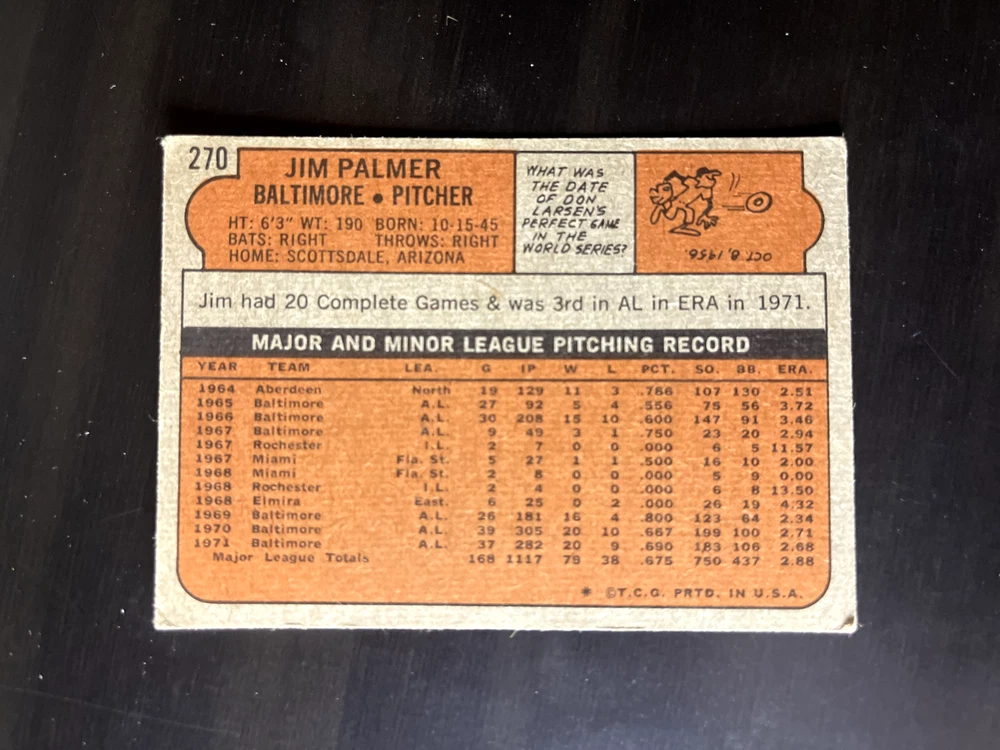 270
JIM PALMER
BALTIMORE • PITCHER
HT: 6'3" WT: 190 BORN: 10-15-45
BATS: RIGHT THROWS: RIGHT
HOME: SCOTTSDALE, ARIZONA
WHAT WAS
THE DATE
OF DON
LARSEN'S
PERFECT GAME
IN THE
WORLD SERIES?
OCT. 8, 1956.
Jim had 20 Complete Games & was 3rd in AL in ERA in 1971.
MAJOR AND MINOR LEAGUE PITCHING RECORD
YEAR TEAM LEA. G IP W L PCT. SO. BB. ERA.
1964 Aberdeen North 19 129 11 3 .786 107 130 2.51
1965 Baltimore A.L. 27 92 5 4 .556 75 56 3.72
1966 Baltimore A.L. 30 208 15 10 .600 147 91 3.46
1967 Baltimore A.L. 9 49 3 1 .750 23 20 2.94
1967 Rochester I.L. 2 7 0 0 .000 6 5 11.57
1967 Miami Fla. St. 5 27 1 1 .500 16 10 2.00
1968 Miami Fla. St. 2 8 0 0 .000 5 9 0.00
1968 Rochester I.L. 2 4 0 0 .000 6 8 13.50
1968 Elmira East. 6 25 0 2 .000 26 19 4.32
1969 Baltimore A.L. 26 181 16 4 .800 123 64 2.34
1970 Baltimore A.L. 39 305 20 10 .667 199 100 2.71
1971 Baltimore A.L. 37 282 20 9 .690 183 106 2.68
Major League Totals 168 1117 79 38 .675 750 437 2.88
* ©T.C.G. PRTD. IN U.S.A.